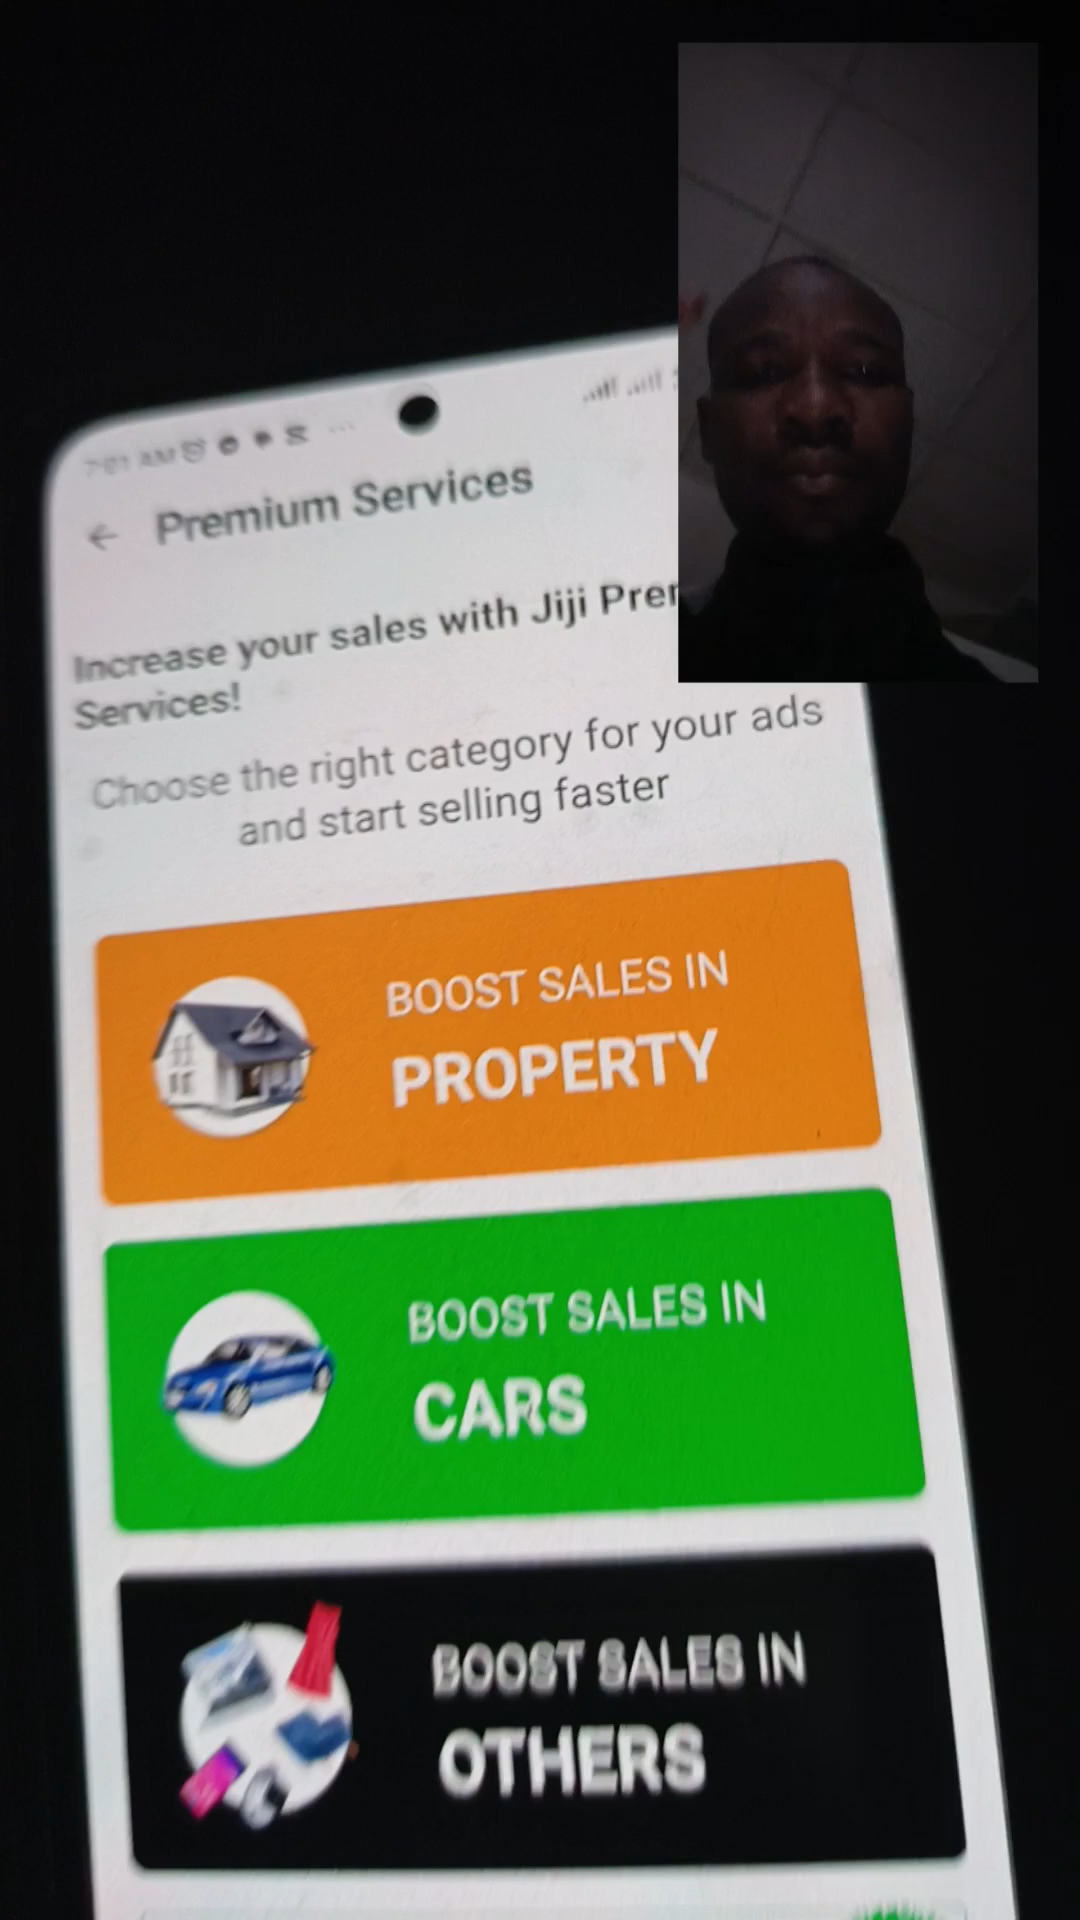 7:01 AM
Premium Services
Increase your sales with Jiji
Services!
Choose the right category for your ads
and start selling faster
BOOST SALES IN
PROPERTY
BOOST SALES IN
CARS
BOOST SALES IN
OTHERS